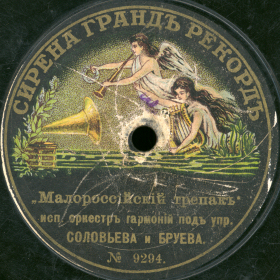 СИРЕНА ГРАНДЪ РЕКОРДЪ
„Малороссійскій трепакъ“
исп. оркестръ гармоній подъ упр.
СОЛОВЬЕВА и БРУЕВА.
№ 9294.